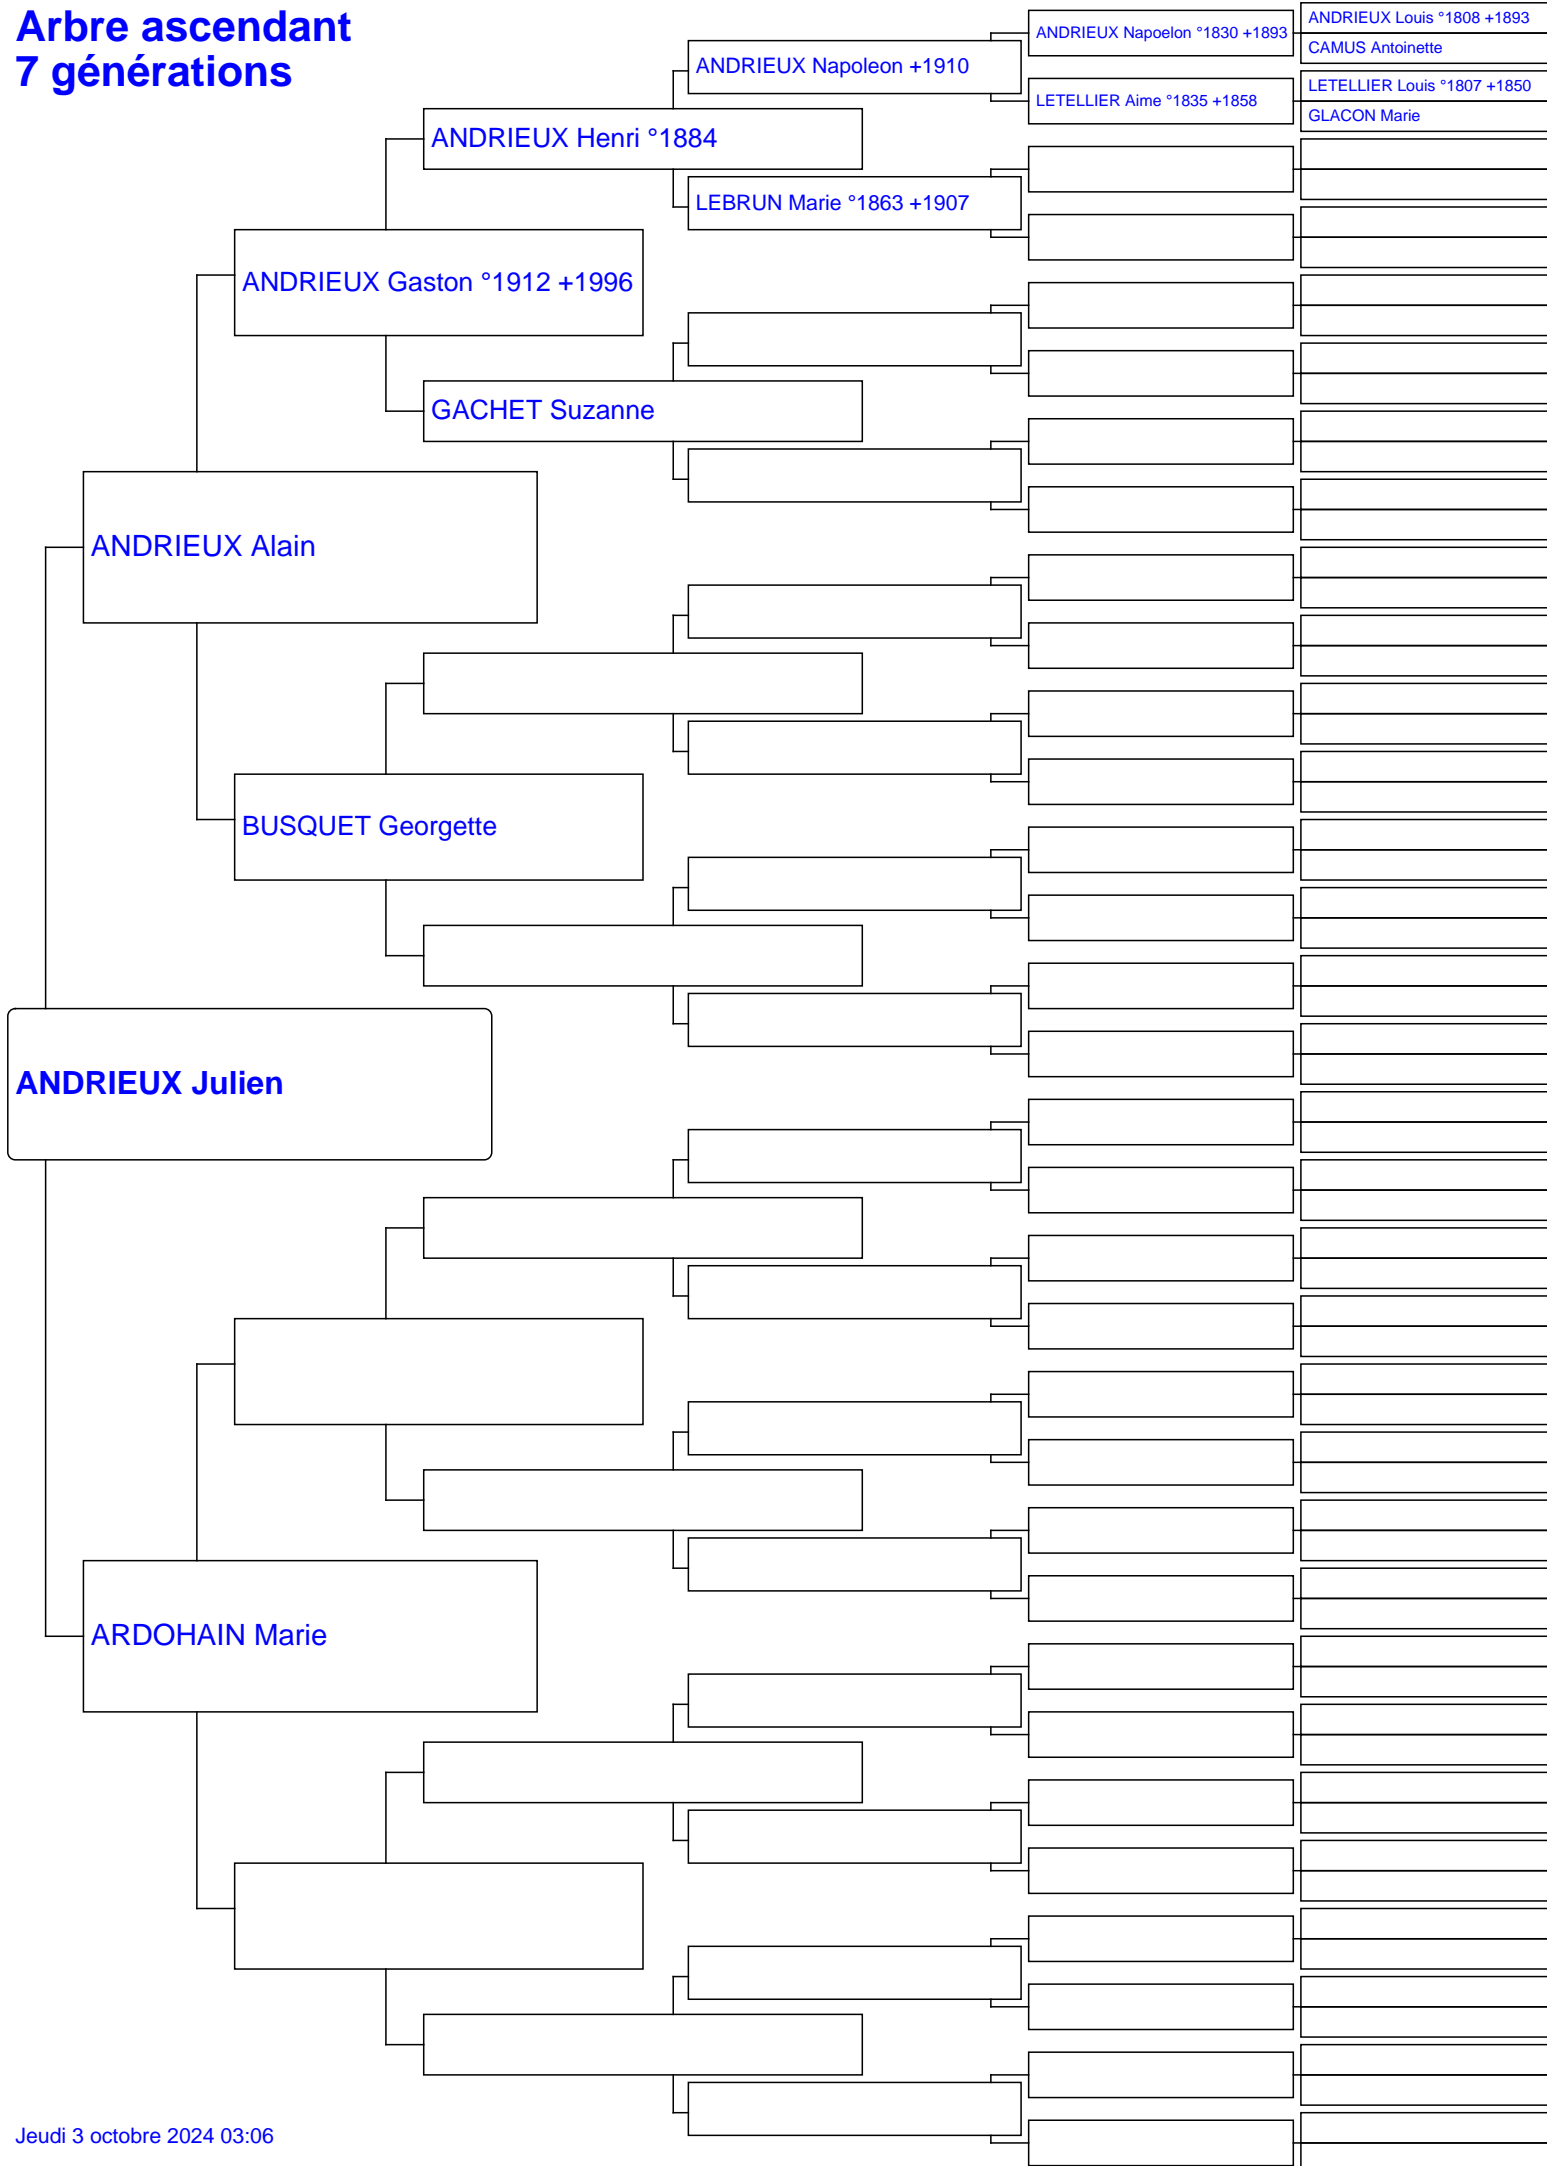 Arbre ascendant
7 générations
ANDRIEUX Louis °1808 +1893
ANDRIEUX Napoelon °1830 +1893
CAMUS Antoinette
ANDRIEUX Napoleon +1910
LETELLIER Louis °1807 +1850
LETELLIER Aime °1835 +1858
GLACON Marie
ANDRIEUX Henri °1884
LEBRUN Marie °1863 +1907
ANDRIEUX Gaston °1912 +1996
GACHET Suzanne
ANDRIEUX Alain
BUSQUET Georgette
ANDRIEUX Julien
ARDOHAIN Marie
Jeudi 3 octobre 2024 03:06